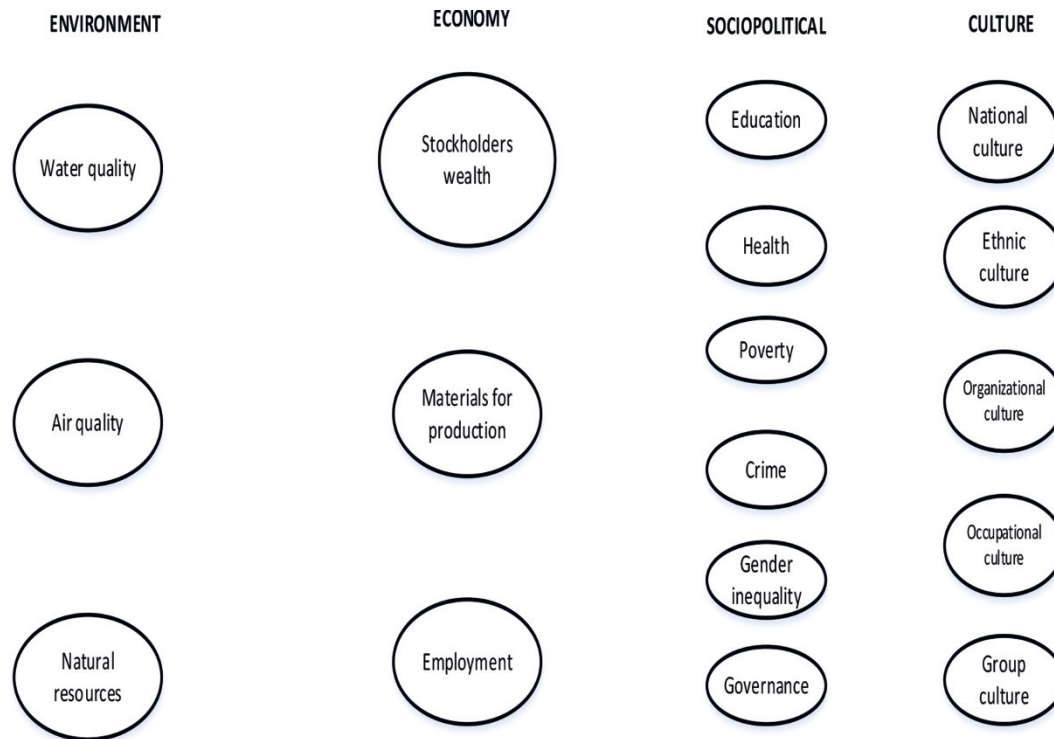 ENVIRONMENT
Water quality
Air quality
Natural
resources
ECONOMY
Stockholders
wealth
Materials for
production
Employment
SOCIOPOLITICAL
Education
Health
Poverty
Crime
Gender
inequality
Governance
CULTURE
National
culture
Ethnic
culture
Organizational
culture
Occupational
culture
Group
culture